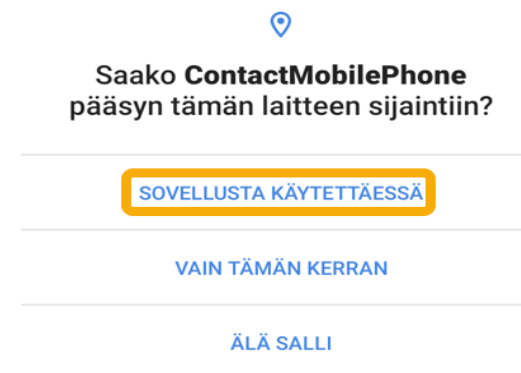 Saako ContactMobilePhone
pääsyn tämän laitteen sijaintiin?
SOVELLUSTA KÄYTETTÄESSÄ
VAIN TÄMÄN KERRAN
ÄLÄ SALLI